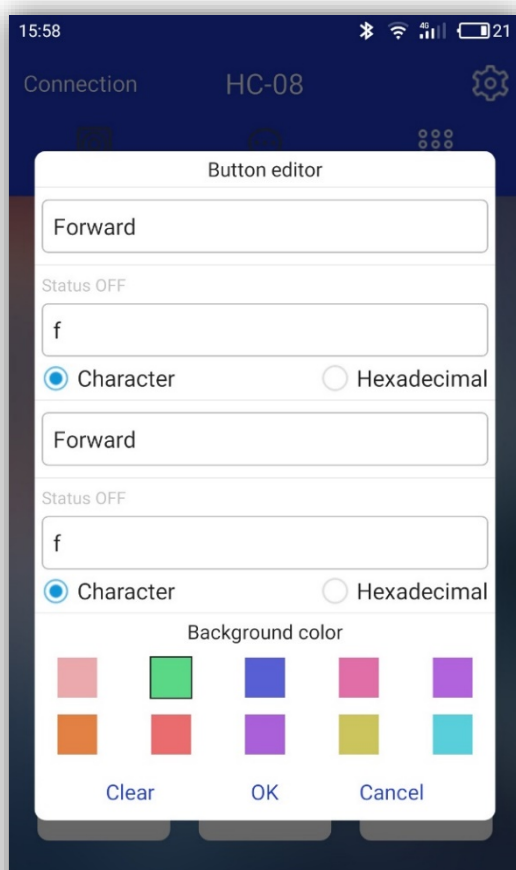 15:58 4G 21
Connection HC-08
Button editor
Forward
Status OFF
f
Character Hexadecimal
Forward
Status OFF
f
Character Hexadecimal
Background color
Clear OK Cancel